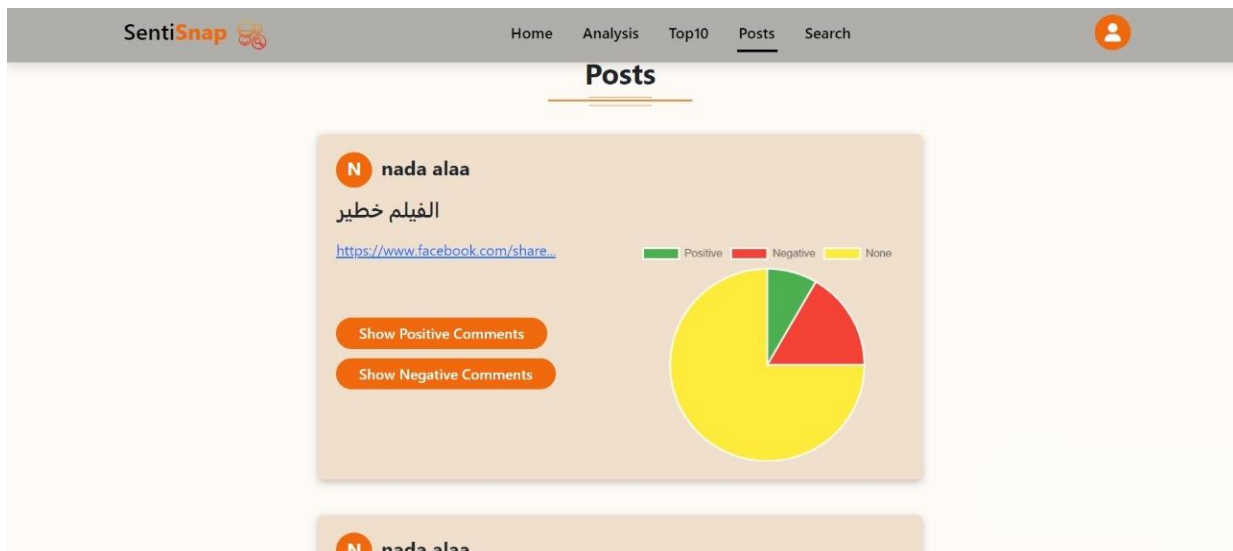 SentiSnap
Home Analysis Top10 Posts Search
Posts
N nada alaa
الفيلم خطير
https://www.facebook.com/share...
Positive Negative None
Show Positive Comments
Show Negative Comments
N nada alaa